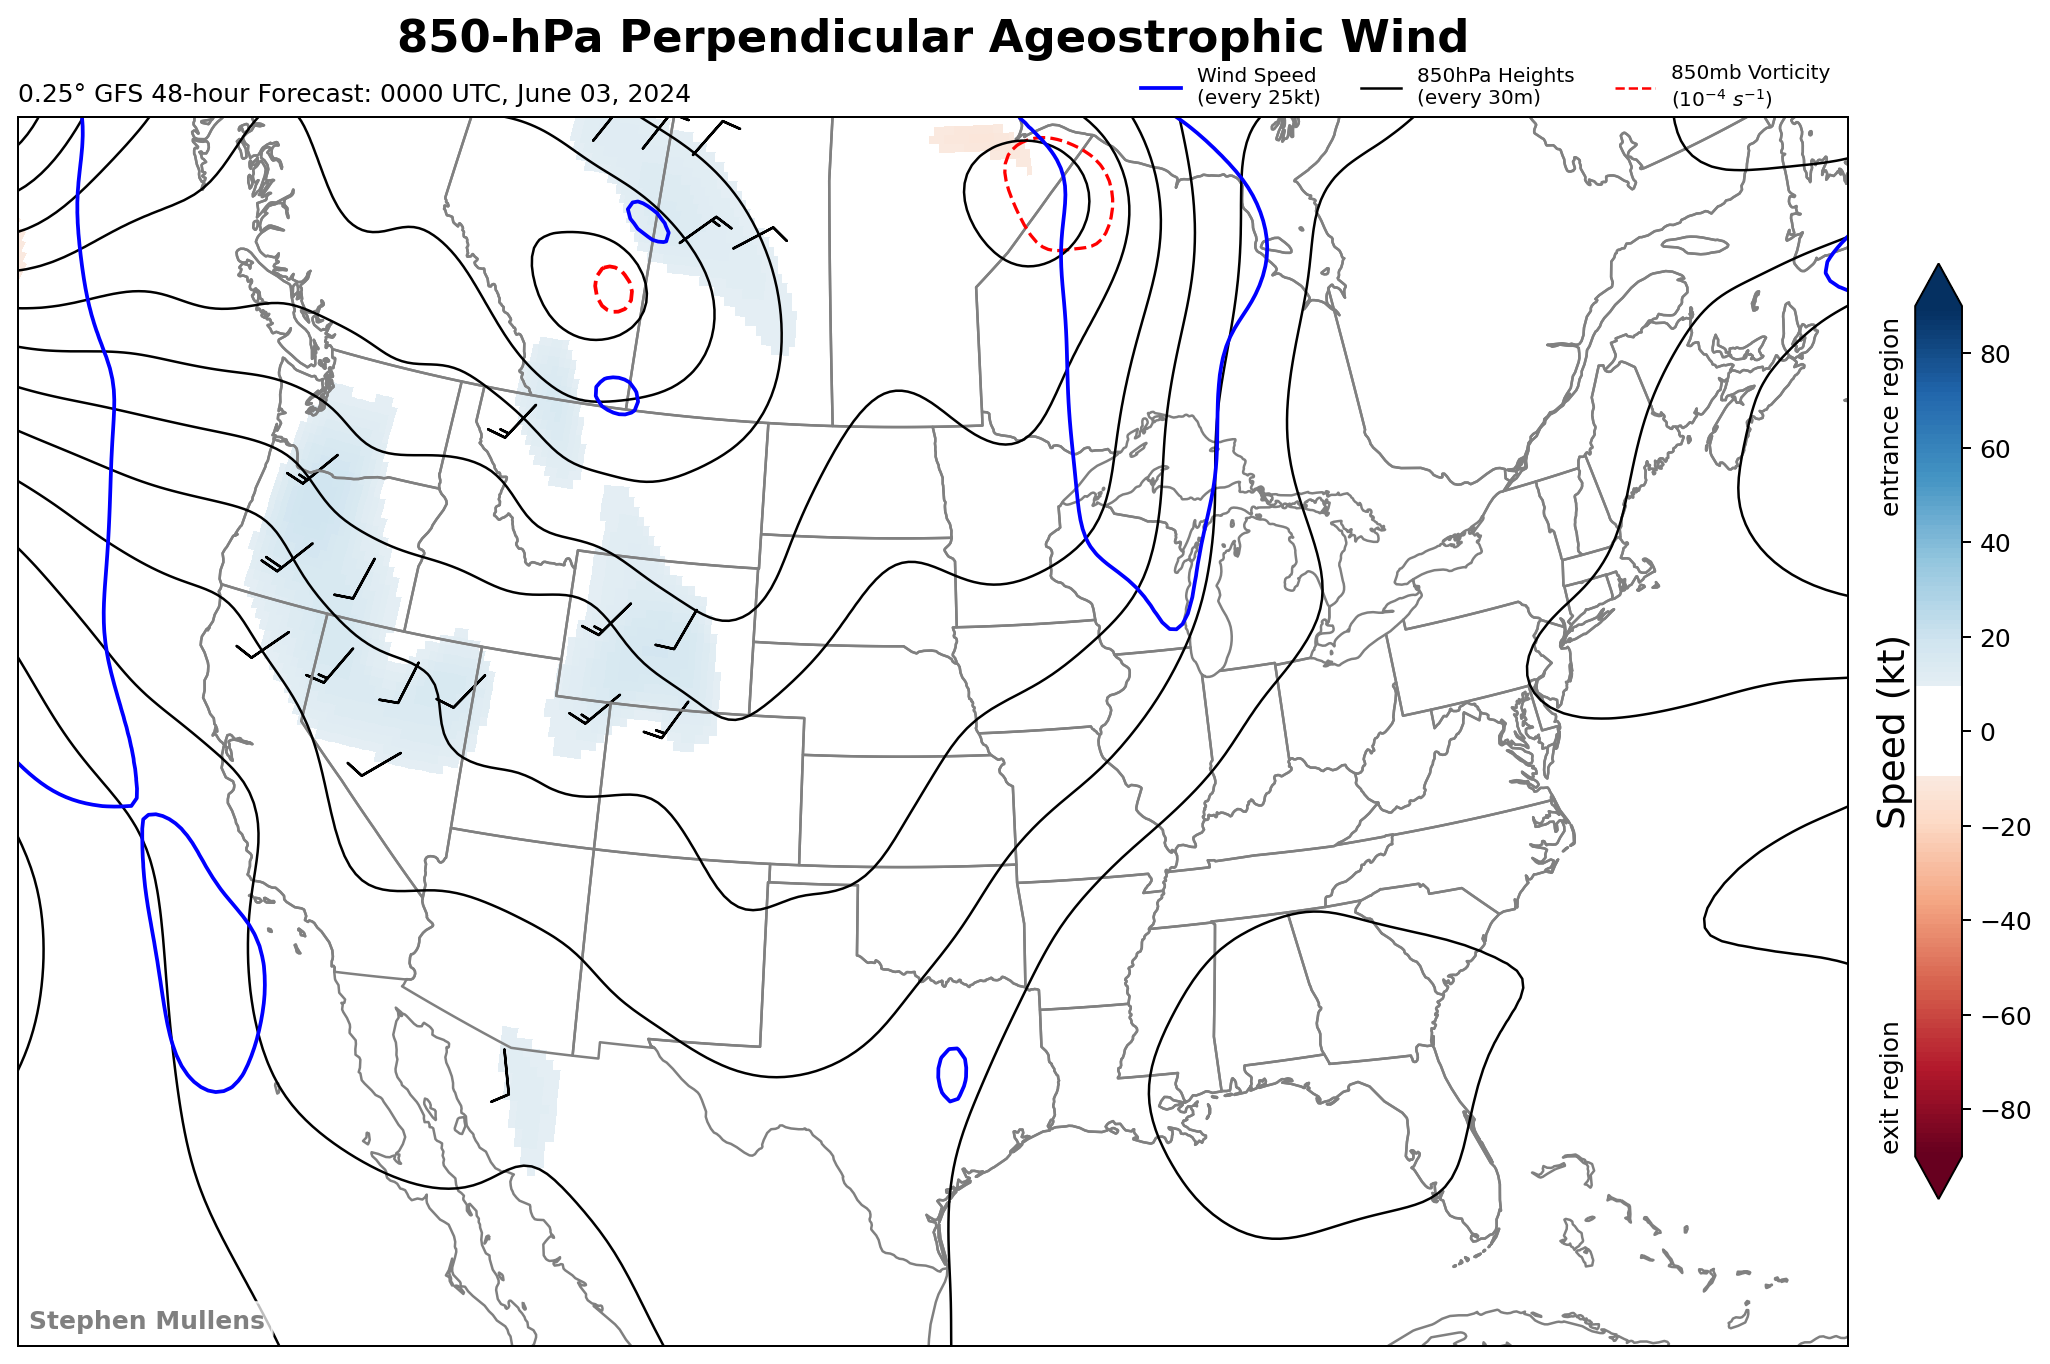 850-hPa Perpendicular Ageostrophic Wind
0.25° GFS 48-hour Forecast: 0000 UTC, June 03, 2024
Wind Speed
(every 25kt)
850hPa Heights
(every 30m)
850mb Vorticity
(10⁻⁴ s⁻¹)
entrance region
Speed (kt)
exit region
80
60
40
20
0
−20
−40
−60
−80
Stephen Mullens